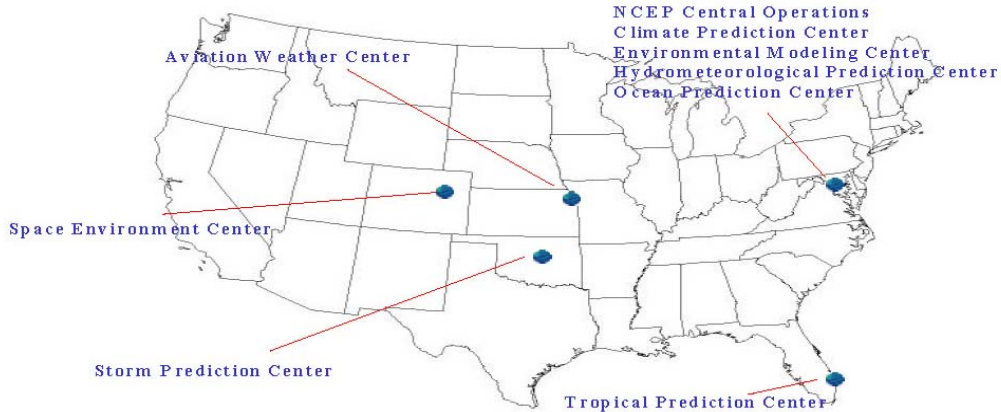 NCEP Central Operations
Climate Prediction Center
Aviation Weather Center
Environmental Modeling Center
Hydrometeorological Prediction Center
Ocean Prediction Center
Space Environment Center
Storm Prediction Center
Tropical Prediction Center